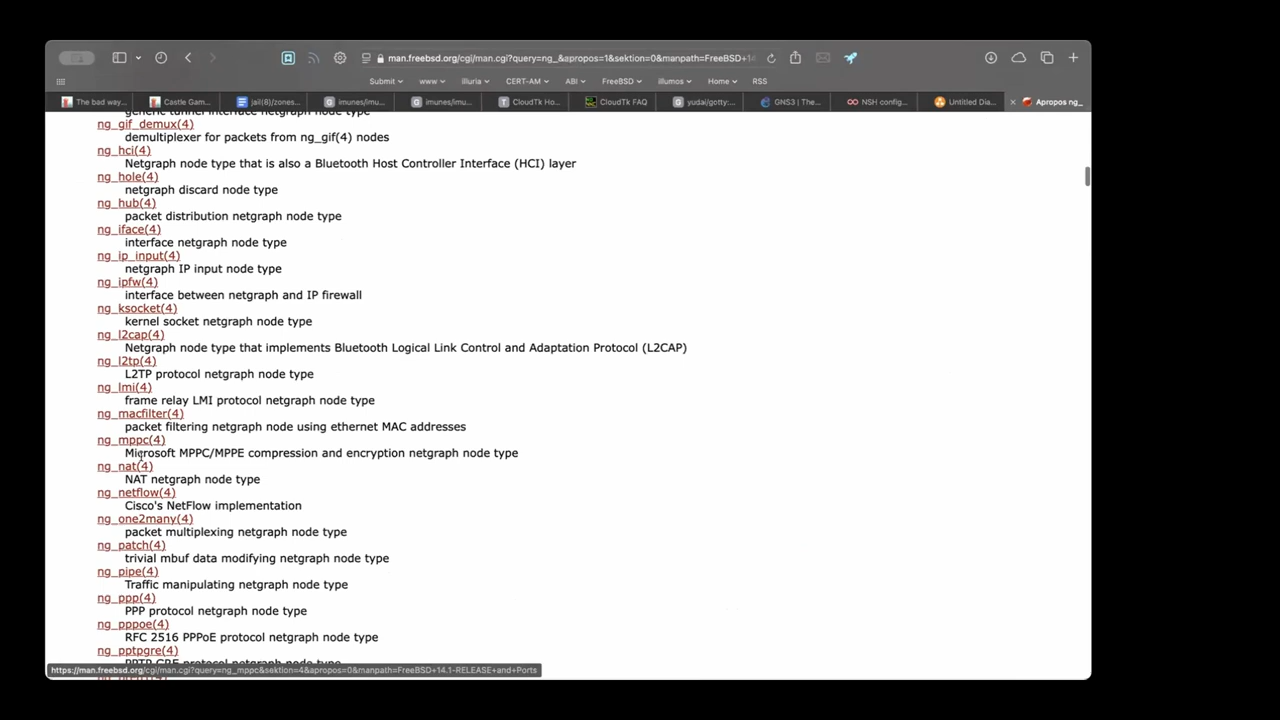 man.freebsd.org/cgi/man.cgi?query=ng_&apropos=1&sektion=0&manpath=FreeBSD+14
Submit www illuria CERT-AM ABI FreeBSD illumos Home RSS
The bad way... Castle Gam... jail(8)/zones... imunes/imu... imunes/imu... CloudTk Ho... CloudTk FAQ yudai/gotty:... GNS3 | The... NSH config... Untitled Dia... Apropos ng_...
generic tunnel interface netgraph node type
ng_gif_demux(4)
demultiplexer for packets from ng_gif(4) nodes
ng_hci(4)
Netgraph node type that is also a Bluetooth Host Controller Interface (HCI) layer
ng_hole(4)
netgraph discard node type
ng_hub(4)
packet distribution netgraph node type
ng_iface(4)
interface netgraph node type
ng_ip_input(4)
netgraph IP input node type
ng_ipfw(4)
interface between netgraph and IP firewall
ng_ksocket(4)
kernel socket netgraph node type
ng_l2cap(4)
Netgraph node type that implements Bluetooth Logical Link Control and Adaptation Protocol (L2CAP)
ng_l2tp(4)
L2TP protocol netgraph node type
ng_lmi(4)
frame relay LMI protocol netgraph node type
ng_macfilter(4)
packet filtering netgraph node using ethernet MAC addresses
ng_mppc(4)
Microsoft MPPC/MPPE compression and encryption netgraph node type
ng_nat(4)
NAT netgraph node type
ng_netflow(4)
Cisco's NetFlow implementation
ng_one2many(4)
packet multiplexing netgraph node type
ng_patch(4)
trivial mbuf data modifying netgraph node type
ng_pipe(4)
Traffic manipulating netgraph node type
ng_ppp(4)
PPP protocol netgraph node type
ng_pppoe(4)
RFC 2516 PPPoE protocol netgraph node type
ng_pptpgre(4)
PPTP GRE protocol netgraph node type
https://man.freebsd.org/cgi/man.cgi?query=ng_mppc&sektion=4&apropos=0&manpath=FreeBSD+14.1-RELEASE+and+Ports